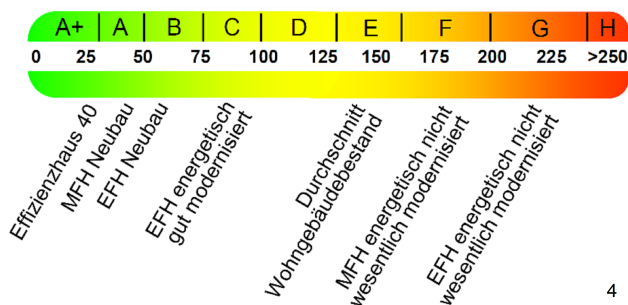 A+ A B C D E F G H
0 25 50 75 100 125 150 175 200 225 >250
Effizienzhaus 40
MFH Neubau
EFH Neubau
EFH energetisch
gut modernisiert
Durchschnitt
Wohngebäudebestand
MFH energetisch nicht
wesentlich modernisiert
EFH energetisch nicht
wesentlich modernisiert
4